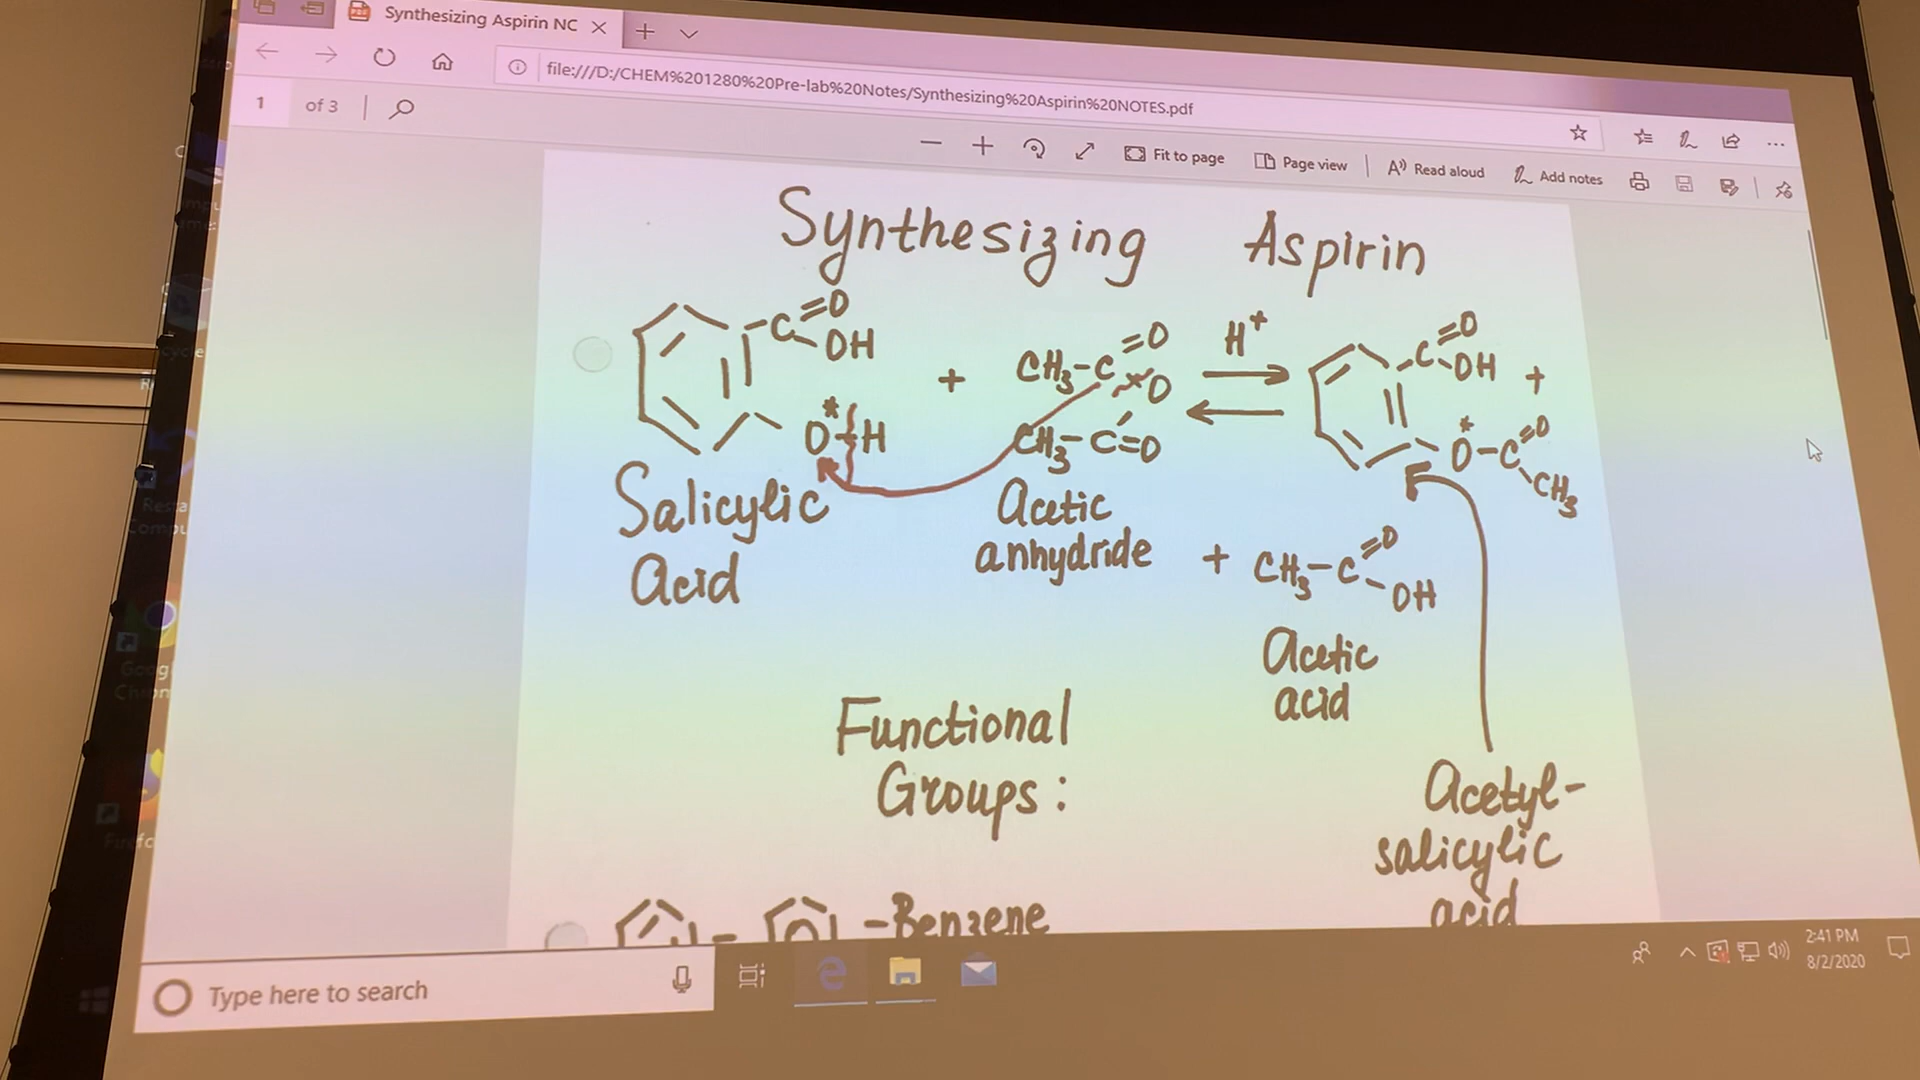 Synthesizing Aspirin NC
file:///D:/CHEM%201280%20Pre-lab%20Notes/Synthesizing%20Aspirin%20NOTES.pdf
1 of 3
Fit to page
Page view
Read aloud
Add notes
Synthesizing Aspirin
C=O
OH
O*-H
+
CH3-C=O
O
CH3-C=O
H+
C=O
OH
+
O*-C=O
CH3
Salicylic
Acid
Acetic
anhydride
+ CH3-C=O
OH
Acetic
acid
Functional
Groups:
Acetyl-
salicylic
acid
- Benzene
Type here to search
2:41 PM
8/2/2020